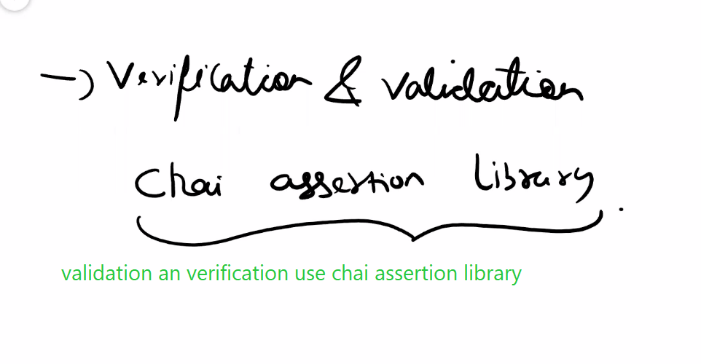 → Verification & Validation
Chai assertion library.
validation an verification use chai assertion library